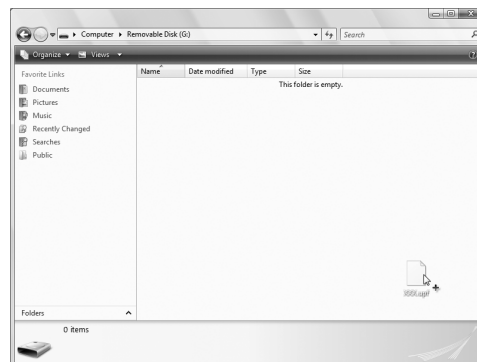 Computer Removable Disk (G:) Search
Organize Views
Favorite Links
Documents
Pictures
Music
Recently Changed
Searches
Public
Folders
Name Date modified Type Size
This folder is empty.
0 items